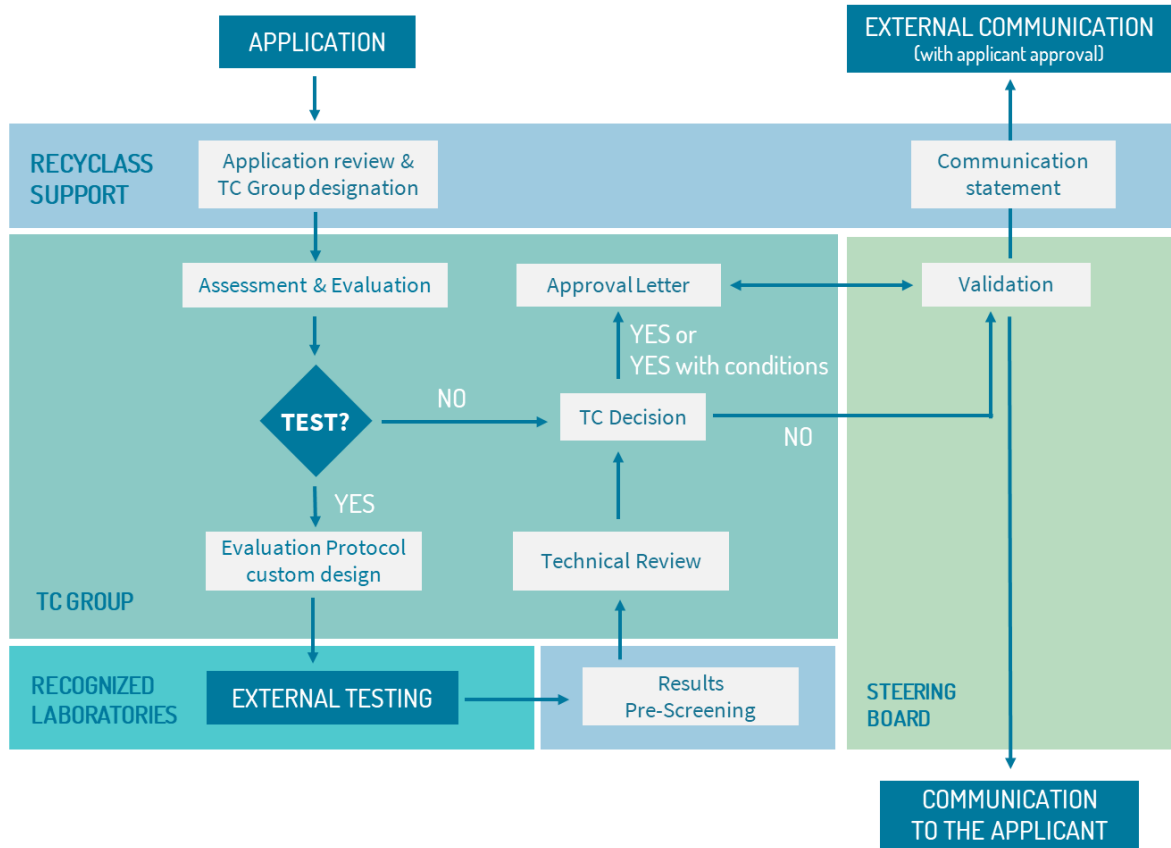 APPLICATION
EXTERNAL COMMUNICATION
(with applicant approval)
RECYCLASS
SUPPORT
Application review &
TC Group designation
Communication
statement
Assessment & Evaluation
Approval Letter
Validation
YES or
YES with conditions
TEST?
NO
TC Decision
NO
YES
Evaluation Protocol
custom design
Technical Review
TC GROUP
RECOGNIZED
LABORATORIES
EXTERNAL TESTING
Results
Pre-Screening
STEERING
BOARD
COMMUNICATION
TO THE APPLICANT